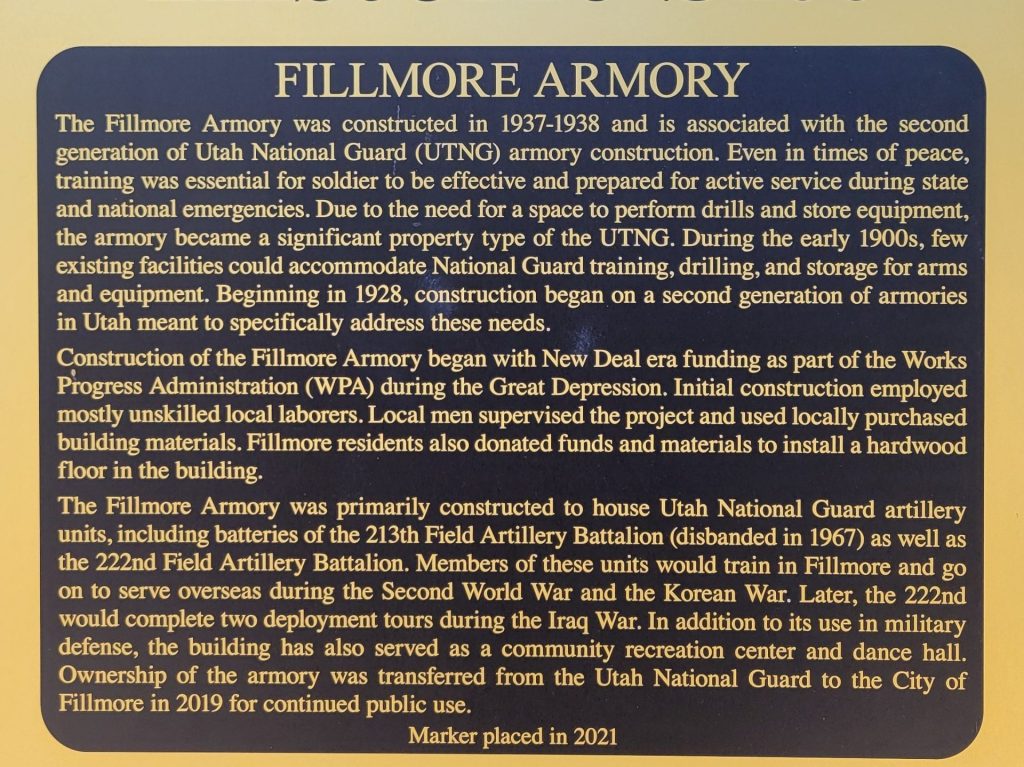 FILLMORE ARMORY
The Fillmore Armory was constructed in 1937-1938 and is associated with the second
generation of Utah National Guard (UTNG) armory construction. Even in times of peace,
training was essential for soldier to be effective and prepared for active service during state
and national emergencies. Due to the need for a space to perform drills and store equipment,
the armory became a significant property type of the UTNG. During the early 1900s, few
existing facilities could accommodate National Guard training, drilling, and storage for arms
and equipment. Beginning in 1928, construction began on a second generation of armories
in Utah meant to specifically address these needs.
Construction of the Fillmore Armory began with New Deal era funding as part of the Works
Progress Administration (WPA) during the Great Depression. Initial construction employed
mostly unskilled local laborers. Local men supervised the project and used locally purchased
building materials. Fillmore residents also donated funds and materials to install a hardwood
floor in the building.
The Fillmore Armory was primarily constructed to house Utah National Guard artillery
units, including batteries of the 213th Field Artillery Battalion (disbanded in 1967) as well as
the 222nd Field Artillery Battalion. Members of these units would train in Fillmore and go
on to serve overseas during the Second World War and the Korean War. Later, the 222nd
would complete two deployment tours during the Iraq War. In addition to its use in military
defense, the building has also served as a community recreation center and dance hall.
Ownership of the armory was transferred from the Utah National Guard to the City of
Fillmore in 2019 for continued public use.
Marker placed in 2021